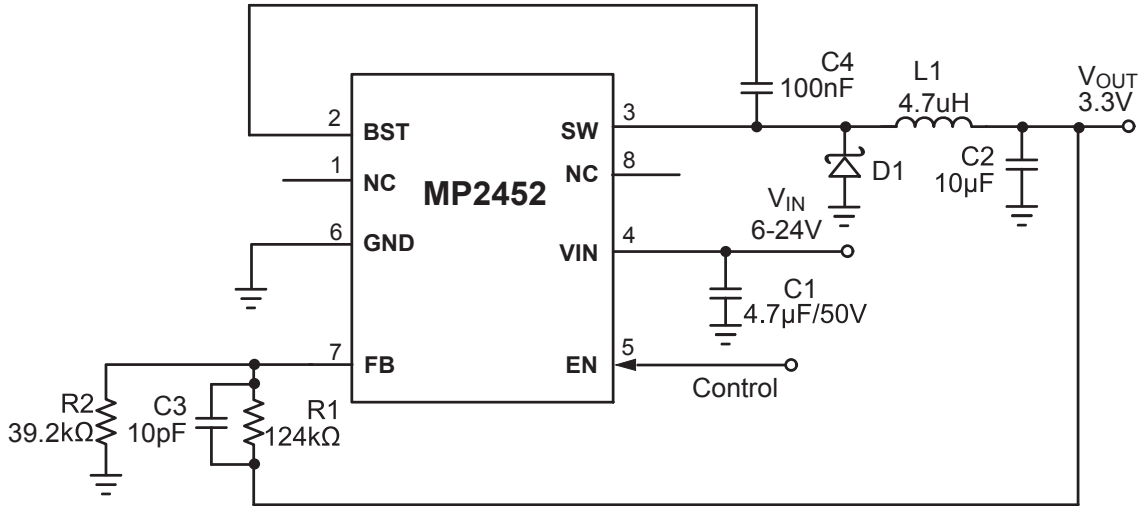 C4
100nF
L1
4.7uH
VOUT
3.3V
2
BST
3
SW
1
NC
8
NC
MP2452
D1
C2
10µF
VIN
6-24V
6
GND
4
VIN
C1
4.7µF/50V
7
FB
5
EN
Control
R2
39.2kΩ
C3
10pF
R1
124kΩ